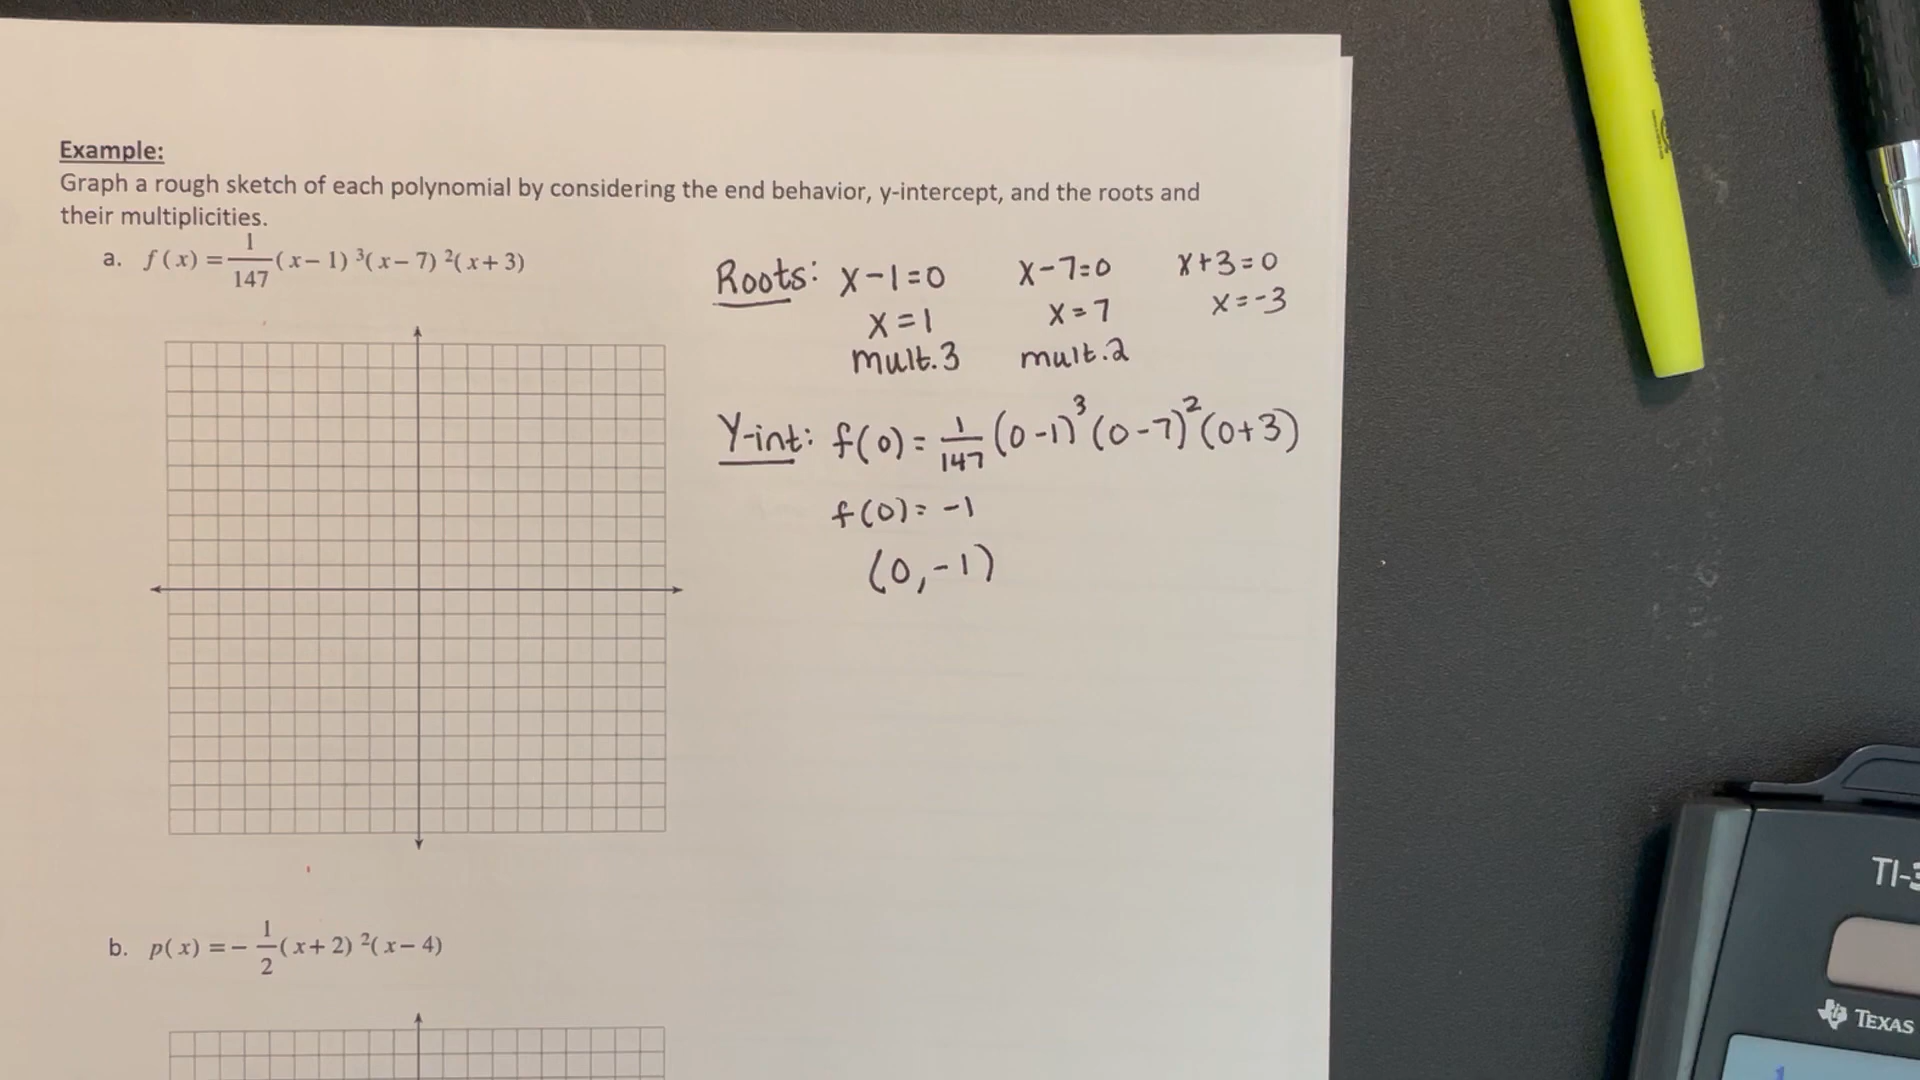 Example:
Graph a rough sketch of each polynomial by considering the end behavior, y-intercept, and the roots and
their multiplicities.
a. f(x) = 1/147 (x − 1)³(x − 7)²(x + 3)
Roots: x-1=0 x-7=0 x+3=0
x=1 x=7 x=-3
mult.3 mult.2
Y-int: f(0) = 1/147 (0-1)³(0-7)²(0+3)
f(0) = -1
(0,-1)
b. p(x) = − 1/2 (x + 2)²(x − 4)
TEXAS